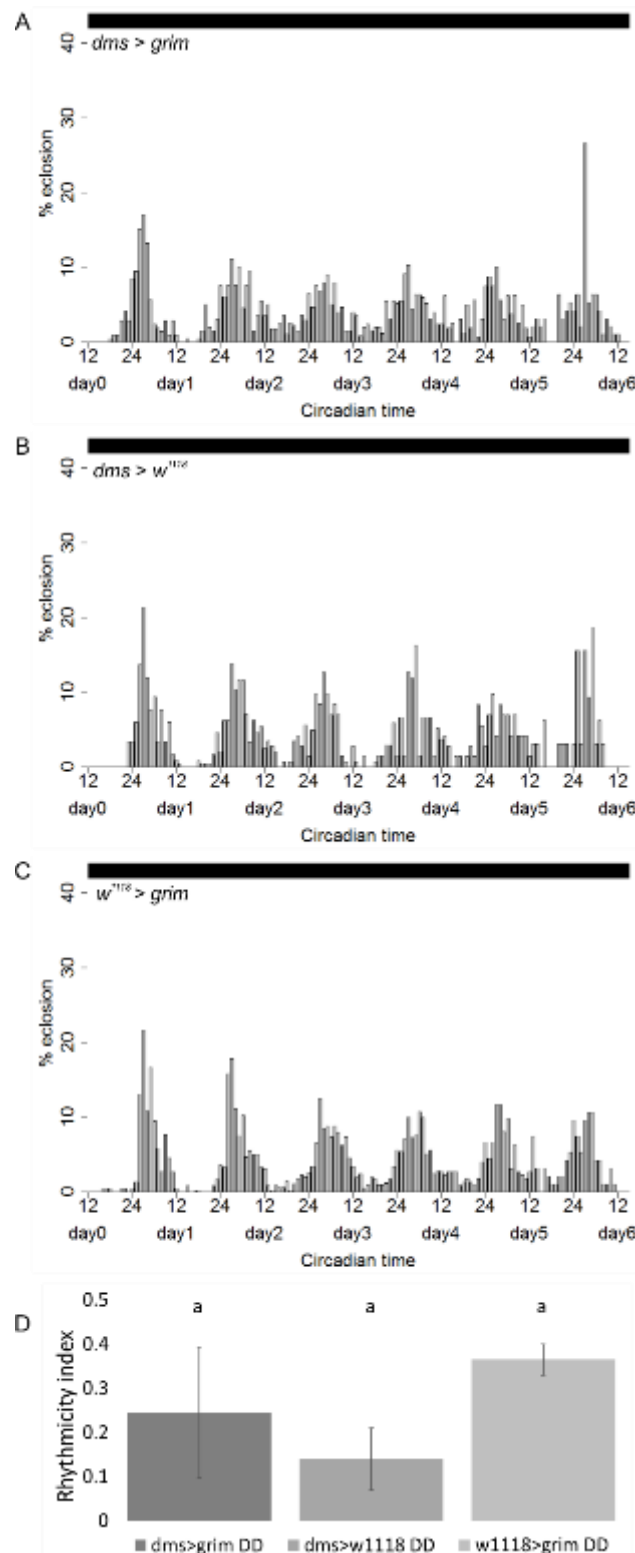 A
dms > grim
40
30
20
10
0
% eclosion
12 24 12 24 12 24 12 24 12 24 12 24 12
day0 day1 day2 day3 day4 day5 day6
Circadian time
B
dms > w¹¹¹⁸
40
30
20
10
0
% eclosion
12 24 12 24 12 24 12 24 12 24 12 24 12
day0 day1 day2 day3 day4 day5 day6
Circadian time
C
w¹¹¹⁸ > grim
40
30
20
10
0
% eclosion
12 24 12 24 12 24 12 24 12 24 12 24 12
day0 day1 day2 day3 day4 day5 day6
Circadian time
D
0.5
0.4
0.3
0.2
0.1
0
Rhythmicity index
a a a
dms>grim DD dms>w1118 DD w1118>grim DD